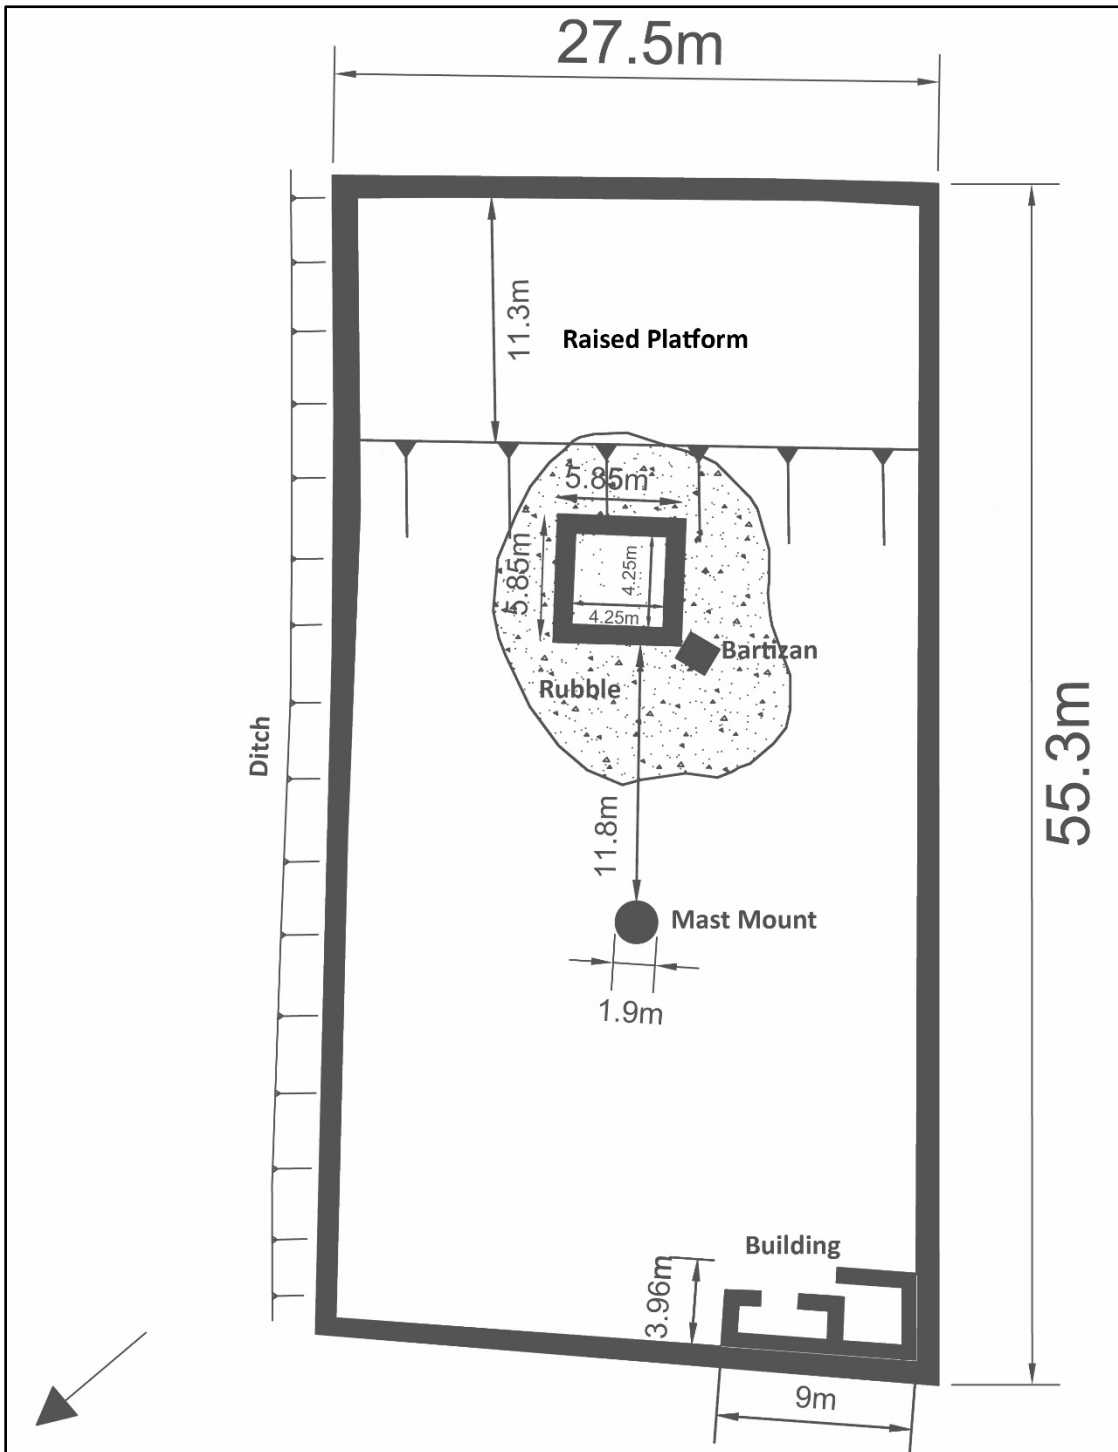 27.5m
11.3m
Raised Platform
5.85m
5.85m
4.25m
4.25m
Bartizan
Rubble
Ditch
55.3m
11.8m
Mast Mount
1.9m
Building
3.96m
9m